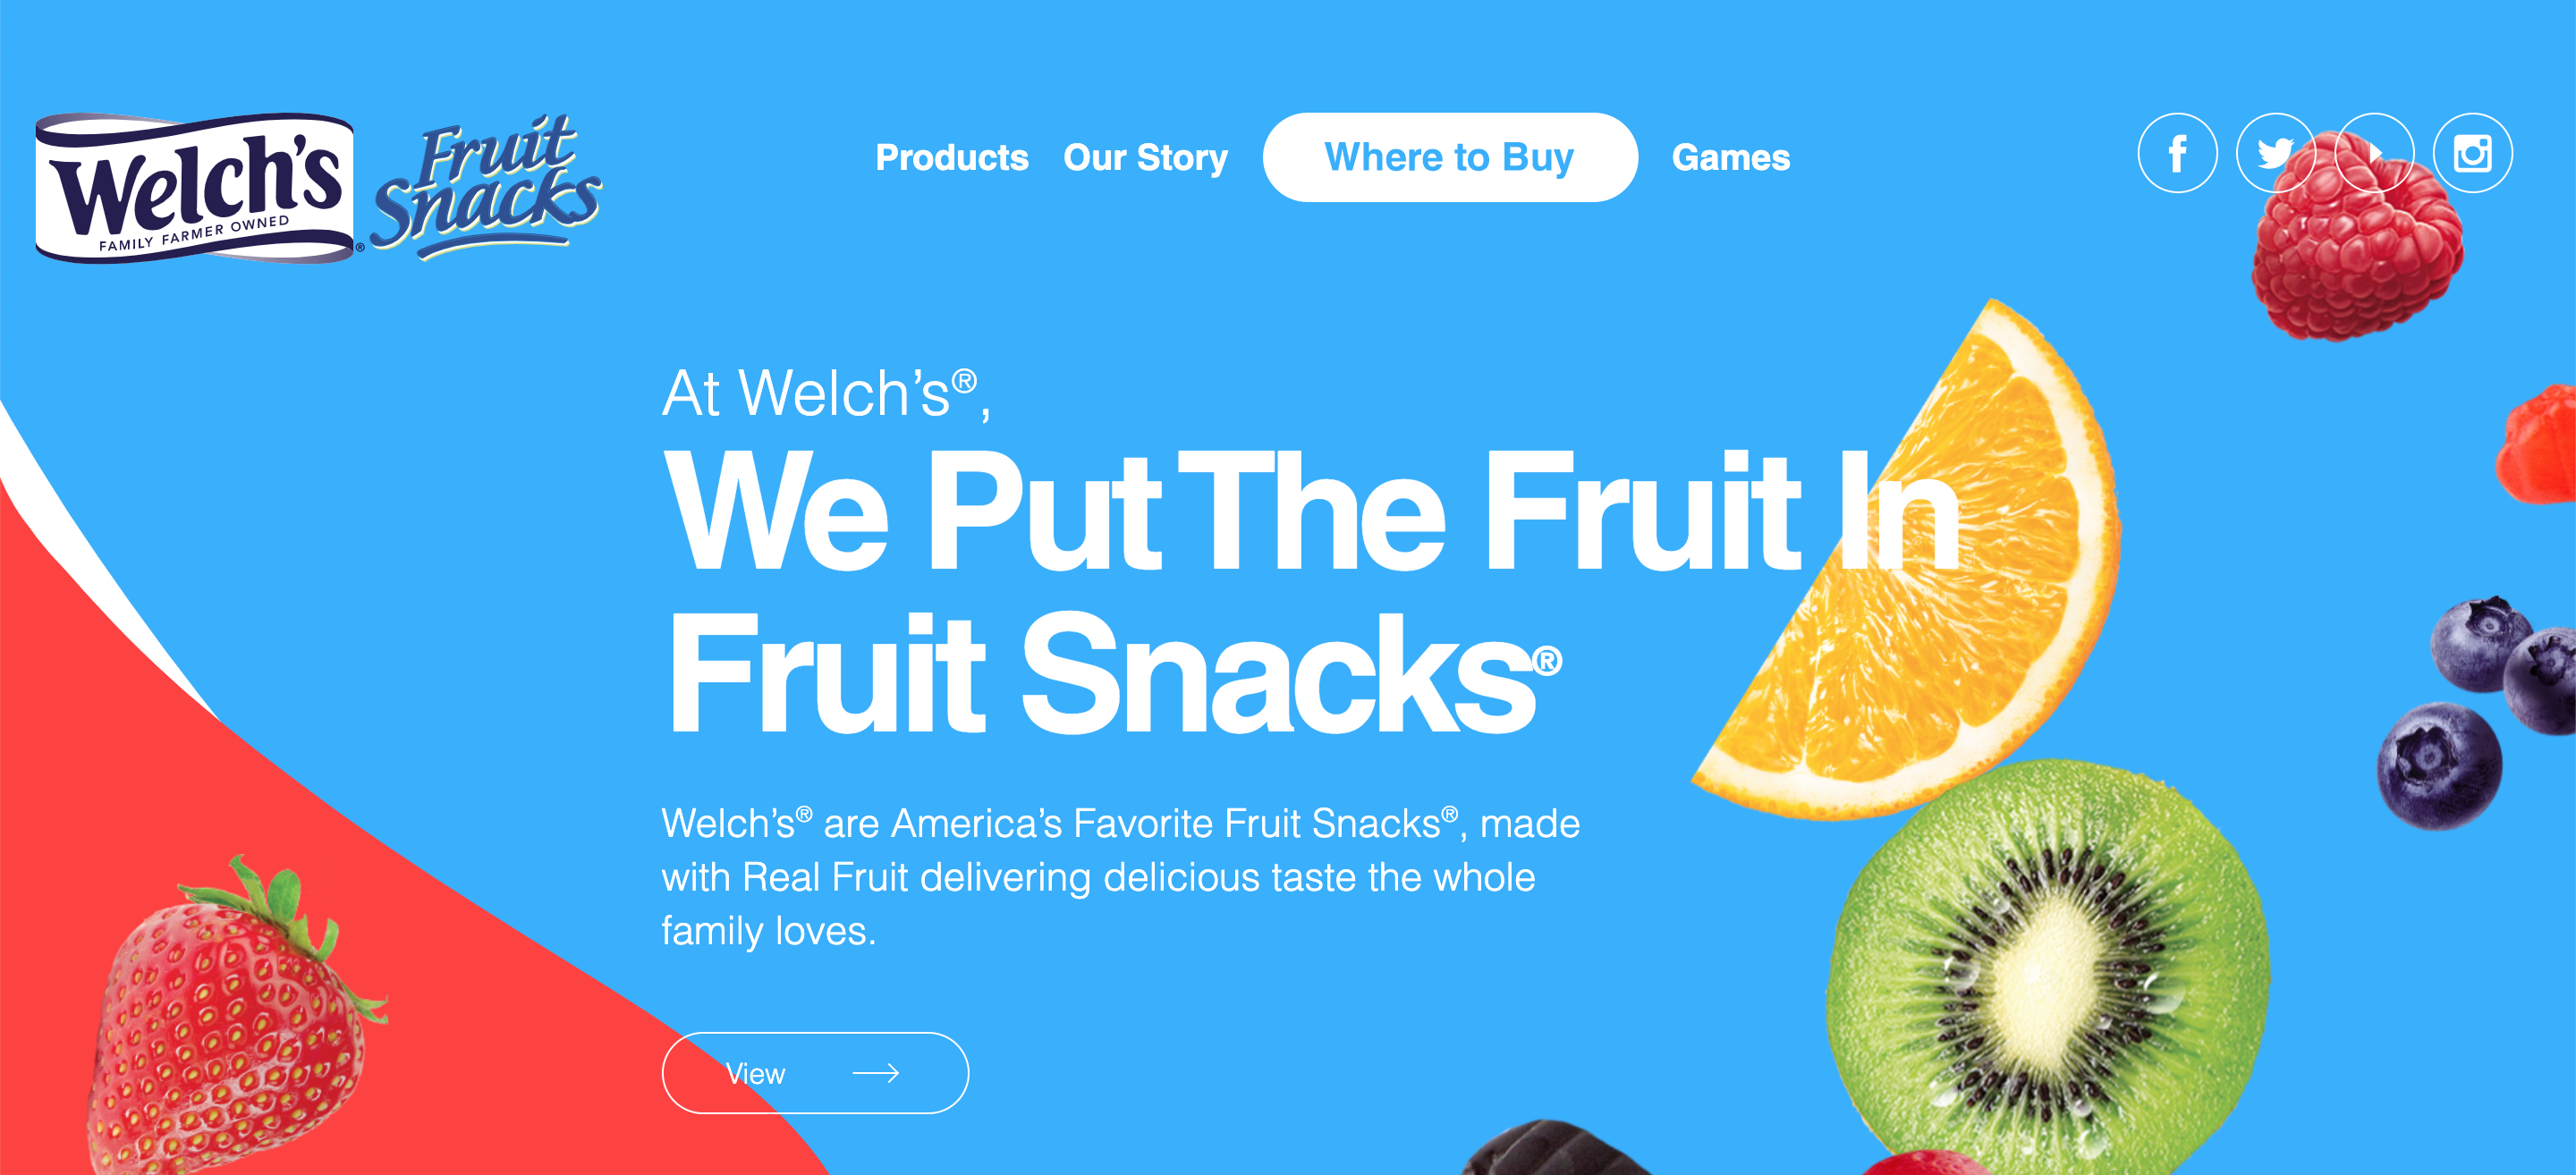 Welch's
FAMILY FARMER OWNED
®
Fruit
Snacks
Products Our Story Where to Buy Games
At Welch’s®,
We Put The Fruit In
Fruit Snacks®
Welch’s® are America’s Favorite Fruit Snacks®, made
with Real Fruit delivering delicious taste the whole
family loves.
View